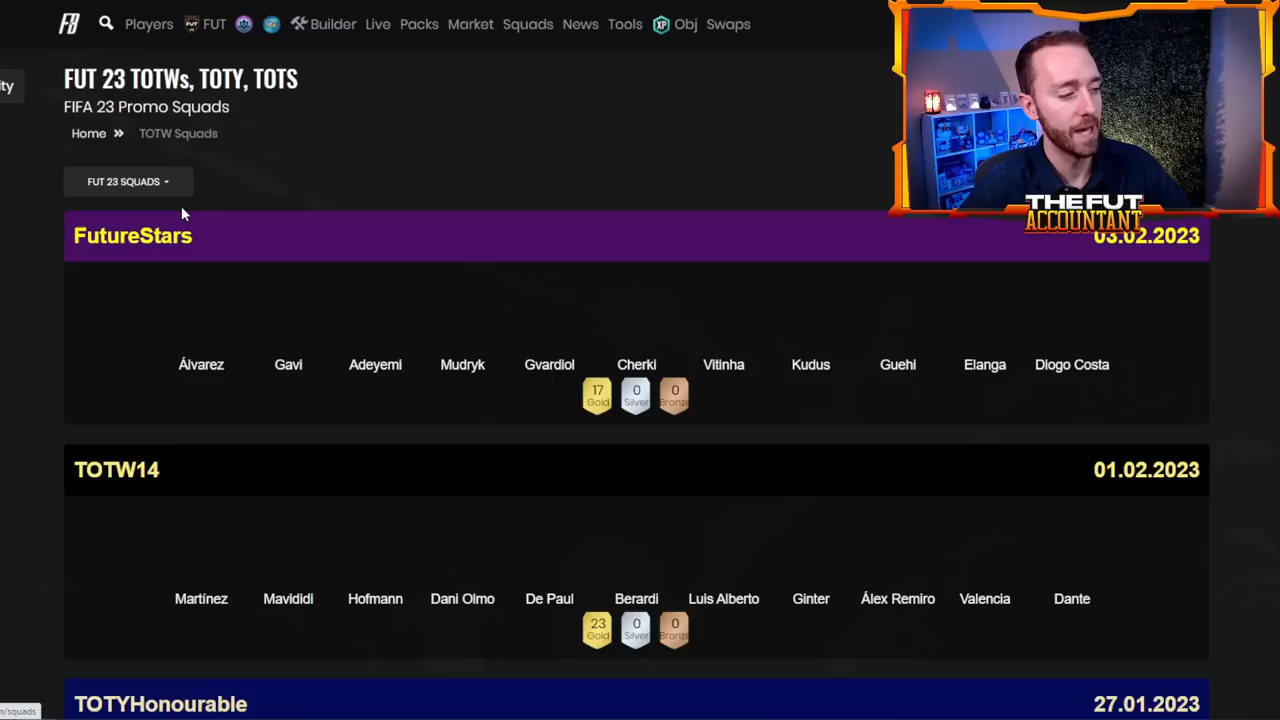 Players FUT Builder Live Packs Market Squads News Tools XP Obj Swaps
ity
FUT 23 TOTWs, TOTY, TOTS
FIFA 23 Promo Squads
Home » TOTW Squads
FUT 23 SQUADS
THE FUT
ACCOUNTANT
FutureStars 03.02.2023
Álvarez Gavi Adeyemi Mudryk Gvardiol Cherki Vitinha Kudus Guehi Elanga Diogo Costa
17 0 0
Gold Silver Bronze
TOTW14 01.02.2023
Martínez Mavididi Hofmann Dani Olmo De Paul Berardi Luis Alberto Ginter Álex Remiro Valencia Dante
23 0 0
Gold Silver Bronze
TOTYHonourable 27.01.2023
m/squads